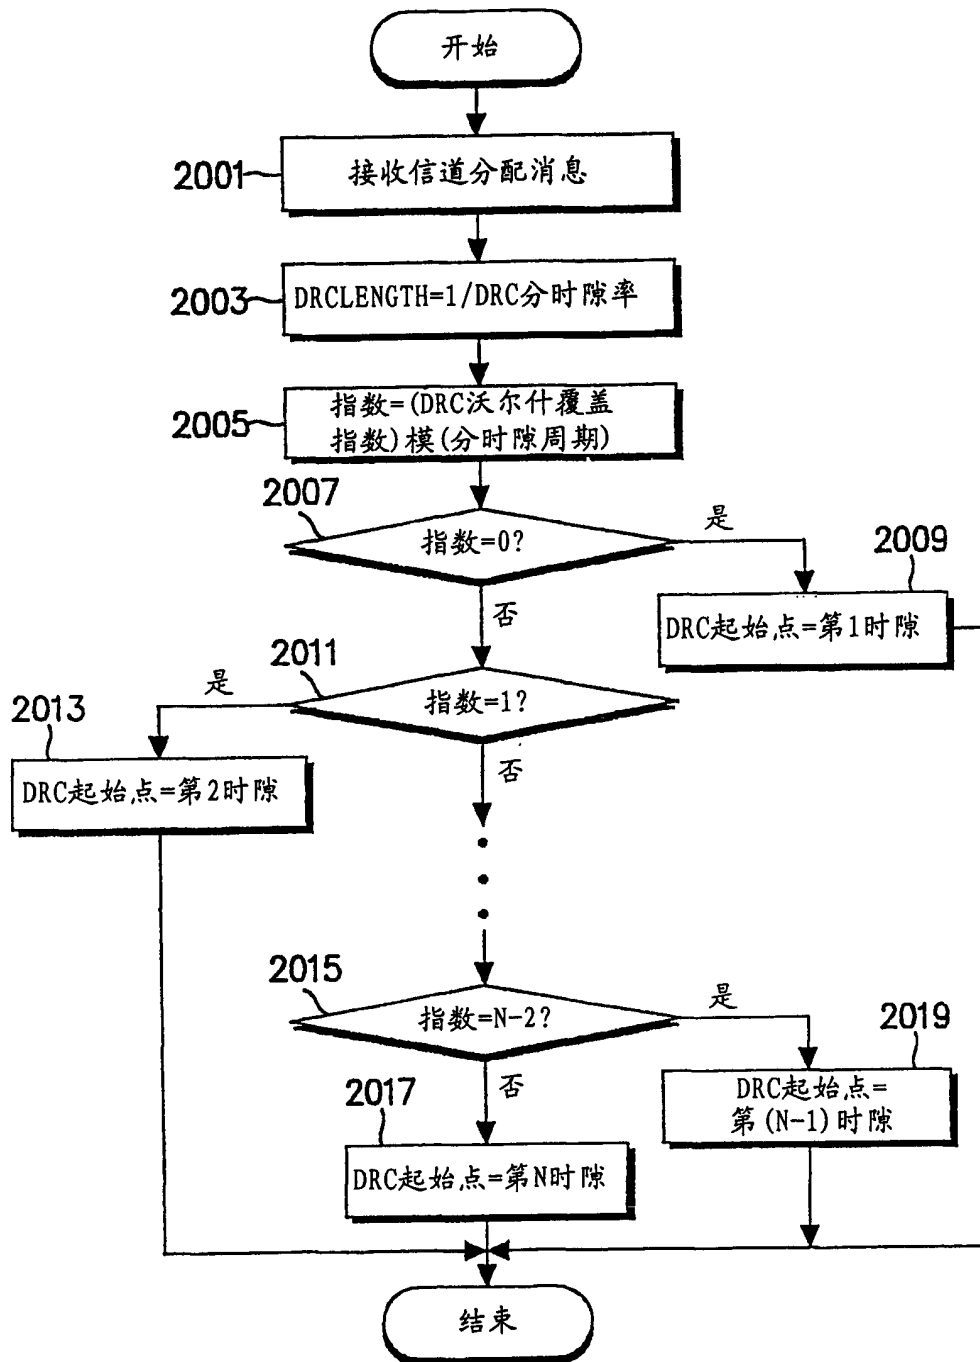 开始
2001
接收信道分配消息
2003
DRCLENGTH=1/DRC分时隙率
2005
指数=(DRC沃尔什覆盖
指数)模(分时隙周期)
2007
指数=0?
是
2009
DRC起始点=第1时隙
否
2011
指数=1?
是
2013
DRC起始点=第2时隙
否
2015
指数=N-2?
是
2019
DRC起始点=
第(N-1)时隙
否
2017
DRC起始点=第N时隙
结束